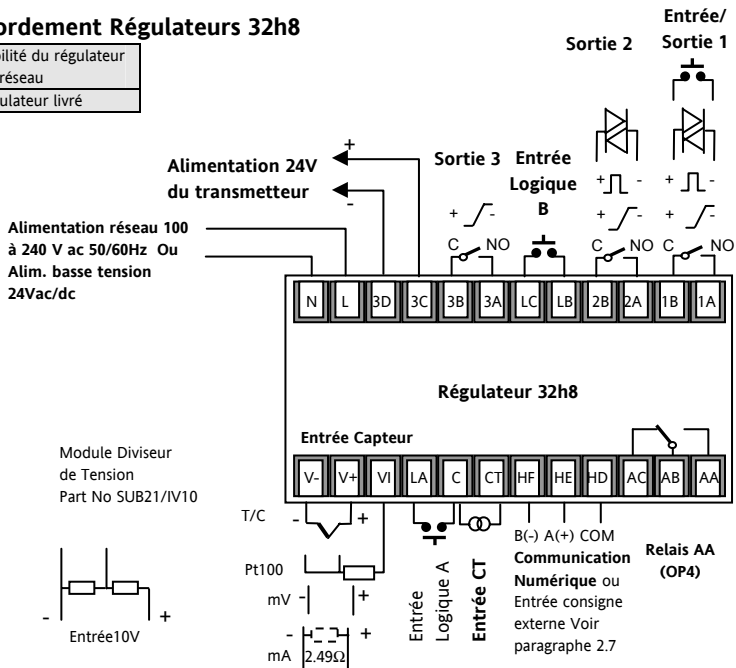 ordement Régulateurs 32h8
bilité du régulateur
réseau
ulateur livré
Entrée/
Sortie 1
Sortie 2
Alimentation 24V
du transmetteur
+
-
Sortie 3
Entrée
Logique
B
+ -
+ -
+ -
+ -
+ -
C NO
C NO
C NO
Alimentation réseau 100
à 240 V ac 50/60Hz Ou
Alim. basse tension
24Vac/dc
N L 3D 3C 3B 3A LC LB 2B 2A 1B 1A
Régulateur 32h8
Entrée Capteur
V- V+ VI LA C CT HF HE HD AC AB AA
Module Diviseur
de Tension
Part No SUB21/IV10
- +
Entrée10V
T/C - +
Pt100
mV - +
- +
mA 2.49Ω
Entrée
Logique A
Entrée CT
B(-) A(+) COM
Communication
Numérique ou
Entrée consigne
externe Voir
paragraphe 2.7
Relais AA
(OP4)